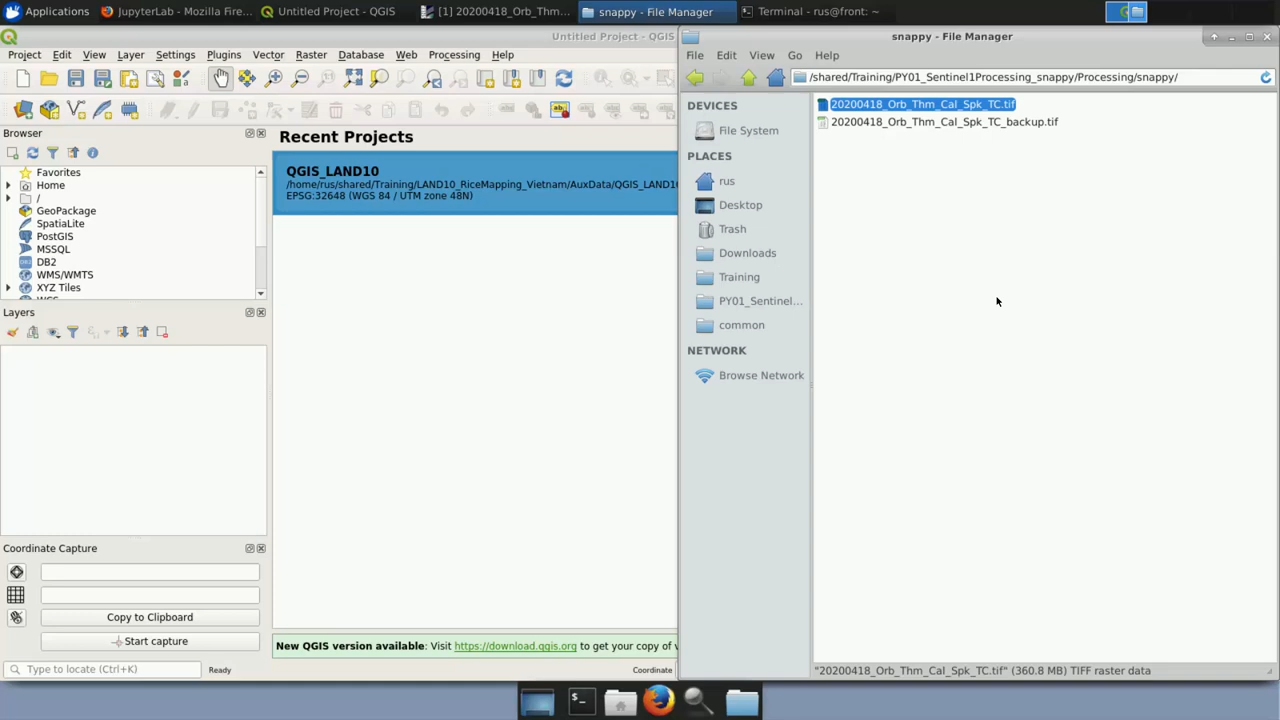 Applications
JupyterLab - Mozilla Fire...
Untitled Project - QGIS
[1] 20200418_Orb_Thm...
snappy - File Manager
Terminal - rus@front: ~
Untitled Project - QGIS
Project Edit View Layer Settings Plugins Vector Raster Database Web Processing Help
abc
Browser
Favorites
Home
/
GeoPackage
SpatiaLite
PostGIS
MSSQL
DB2
WMS/WMTS
XYZ Tiles
Layers
Coordinate Capture
Copy to Clipboard
Start capture
Type to locate (Ctrl+K)
Ready
Recent Projects
QGIS_LAND10
/home/rus/shared/Training/LAND10_RiceMapping_Vietnam/AuxData/QGIS_LAND10
EPSG:32648 (WGS 84 / UTM zone 48N)
New QGIS version available: Visit https://download.qgis.org to get your copy of
Coordinate
snappy - File Manager
File Edit View Go Help
/shared/Training/PY01_Sentinel1Processing_snappy/Processing/snappy/
DEVICES
File System
PLACES
rus
Desktop
Trash
Downloads
Training
PY01_Sentinel...
common
NETWORK
Browse Network
20200418_Orb_Thm_Cal_Spk_TC.tif
20200418_Orb_Thm_Cal_Spk_TC_backup.tif
"20200418_Orb_Thm_Cal_Spk_TC.tif" (360.8 MB) TIFF raster data